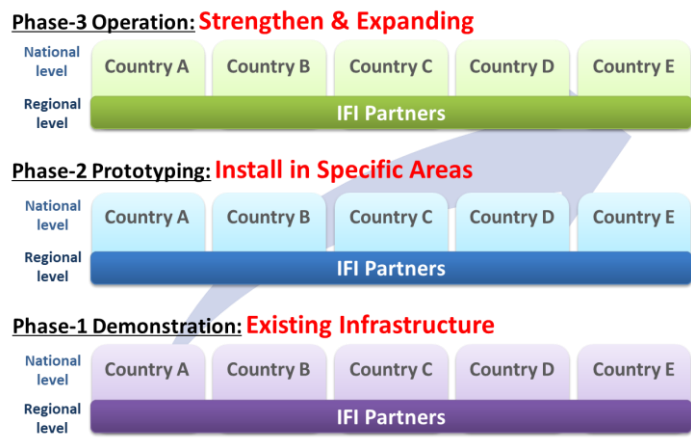 Phase-3 Operation: Strengthen & Expanding
National level
Country A Country B Country C Country D Country E
Regional level
IFI Partners
Phase-2 Prototyping: Install in Specific Areas
National level
Country A Country B Country C Country D Country E
Regional level
IFI Partners
Phase-1 Demonstration: Existing Infrastructure
National level
Country A Country B Country C Country D Country E
Regional level
IFI Partners